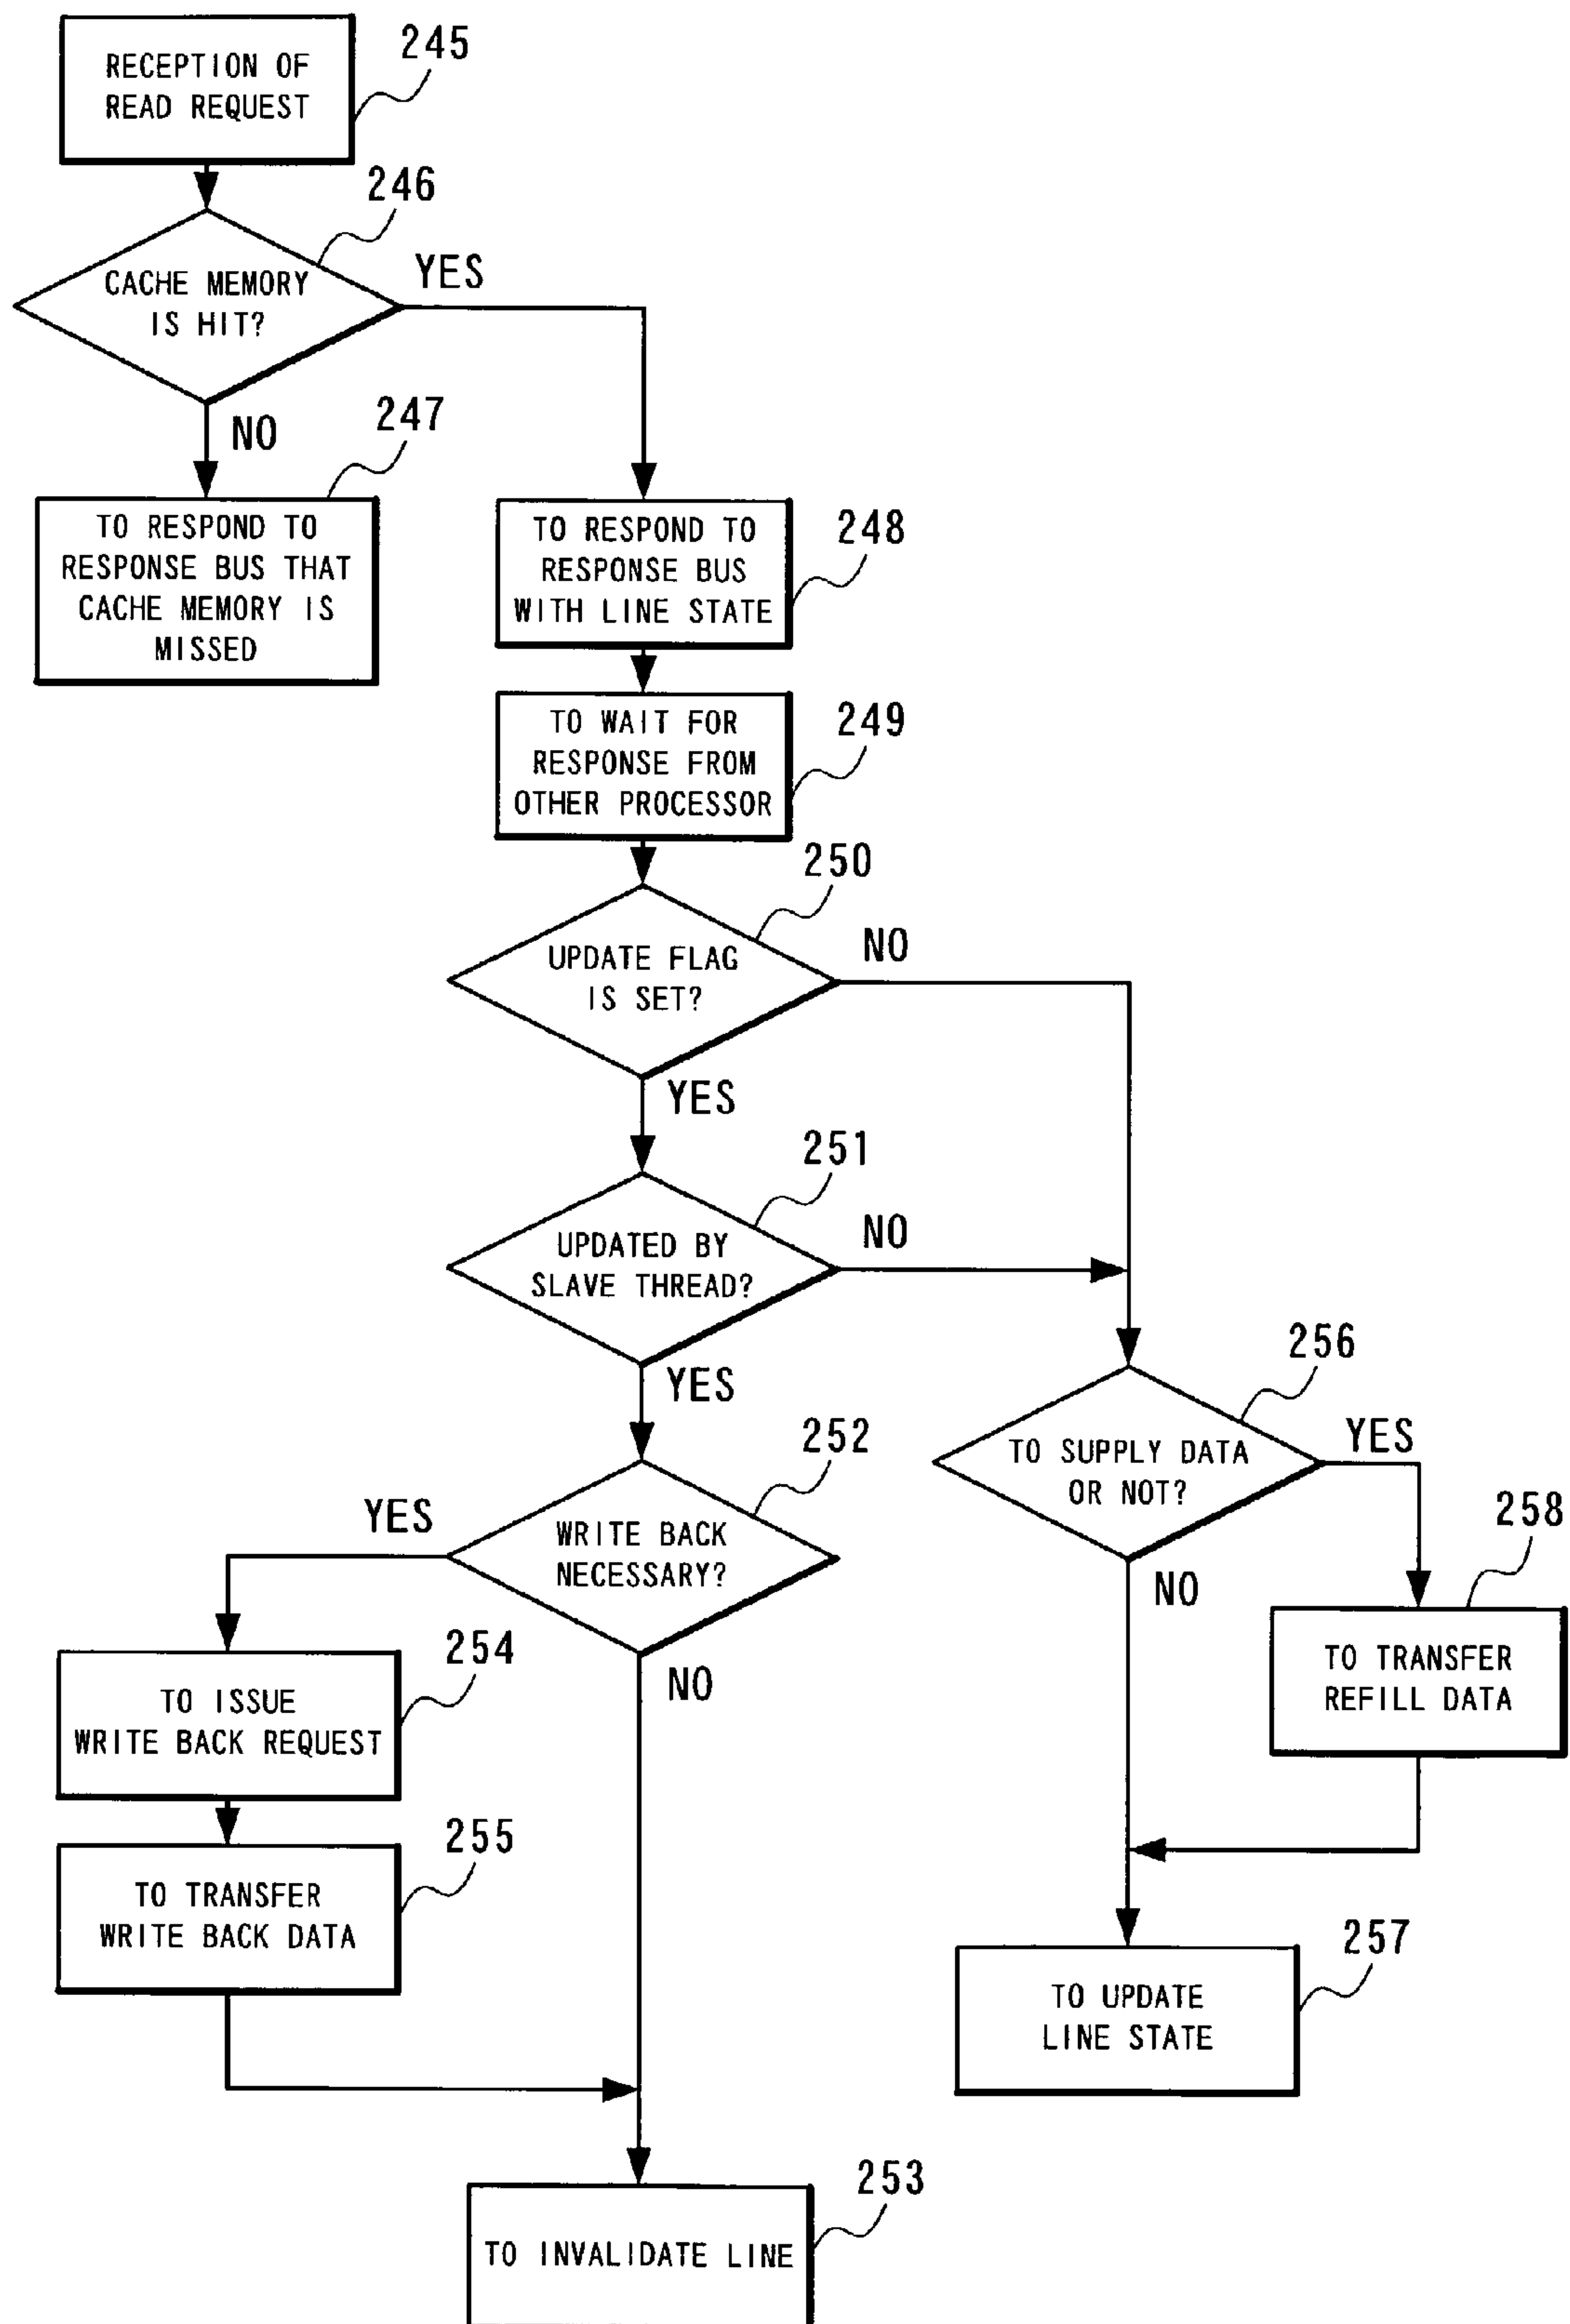 RECEPTION OF
READ REQUEST
245
246
CACHE MEMORY
IS HIT?
YES
NO
247
TO RESPOND TO
RESPONSE BUS THAT
CACHE MEMORY IS
MISSED
TO RESPOND TO
RESPONSE BUS
WITH LINE STATE
248
TO WAIT FOR
RESPONSE FROM
OTHER PROCESSOR
249
250
UPDATE FLAG
IS SET?
NO
YES
251
UPDATED BY
SLAVE THREAD?
NO
YES
252
WRITE BACK
NECESSARY?
YES
NO
256
TO SUPPLY DATA
OR NOT?
YES
NO
258
TO TRANSFER
REFILL DATA
254
TO ISSUE
WRITE BACK REQUEST
255
TO TRANSFER
WRITE BACK DATA
257
TO UPDATE
LINE STATE
253
TO INVALIDATE LINE